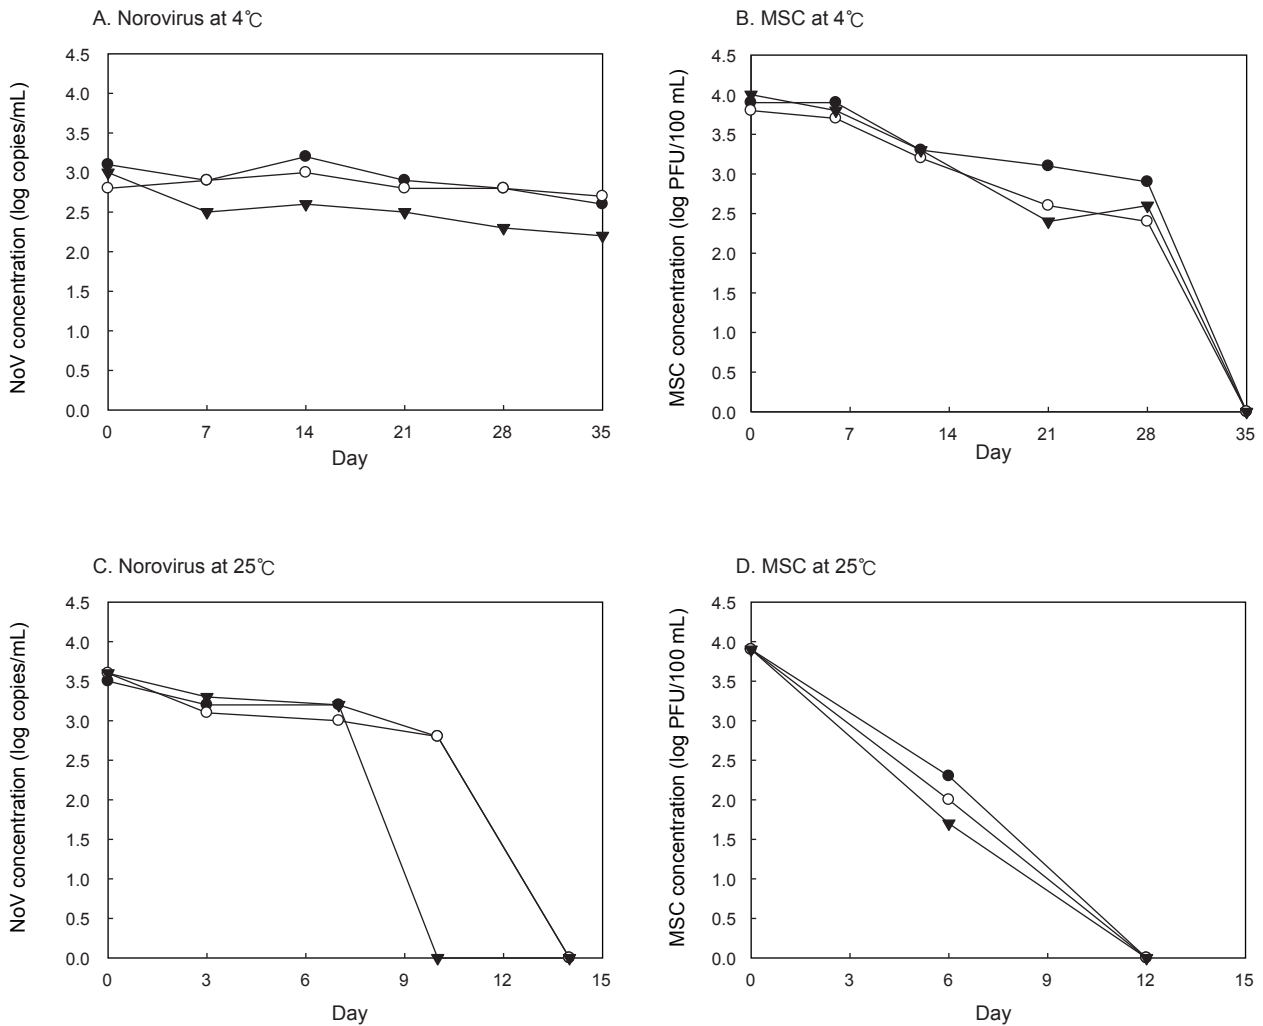 A. Norovirus at 4℃
NoV concentration (log copies/mL)
4.5
4.0
3.5
3.0
2.5
2.0
1.5
1.0
0.5
0.0
0 7 14 21 28 35
Day
B. MSC at 4℃
MSC concentration (log PFU/100 mL)
4.5
4.0
3.5
3.0
2.5
2.0
1.5
1.0
0.5
0.0
0 7 14 21 28 35
Day
C. Norovirus at 25℃
NoV concentration (log copies/mL)
4.5
4.0
3.5
3.0
2.5
2.0
1.5
1.0
0.5
0.0
0 3 6 9 12 15
Day
D. MSC at 25℃
MSC concentration (log PFU/100 mL)
4.5
4.0
3.5
3.0
2.5
2.0
1.5
1.0
0.5
0.0
0 3 6 9 12 15
Day